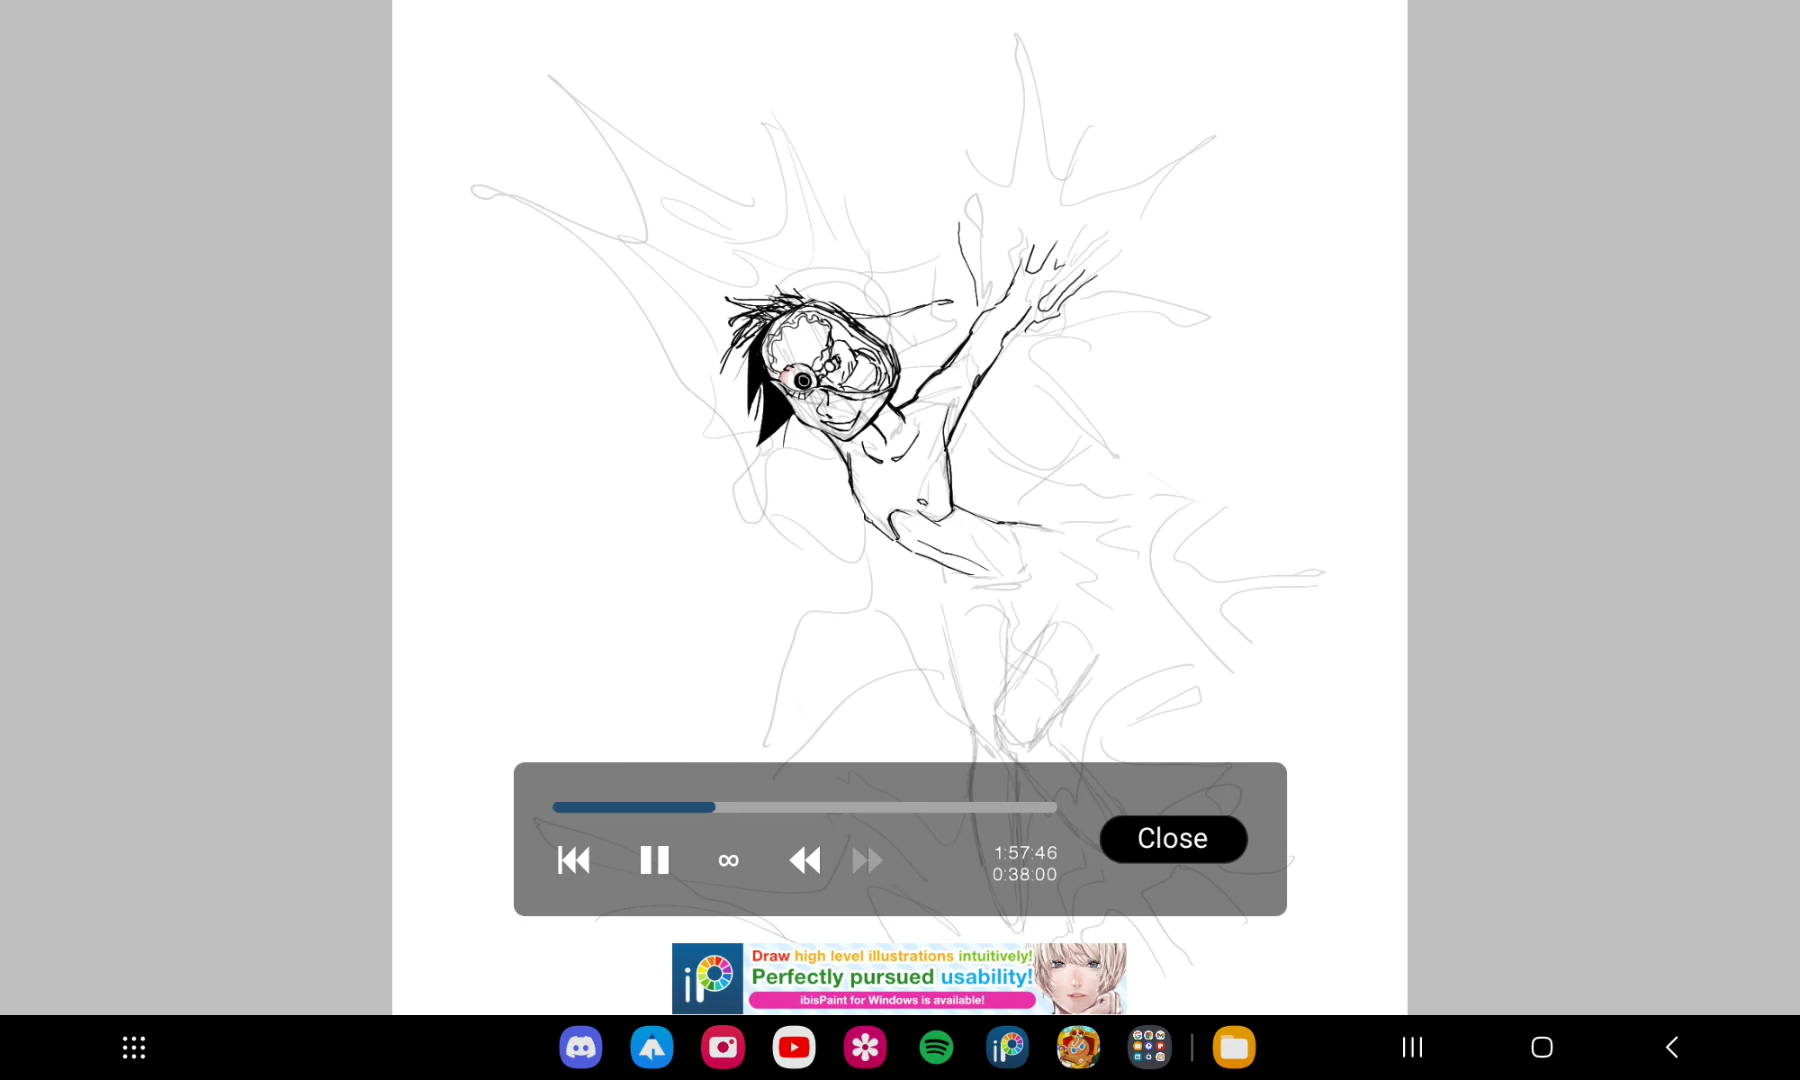 1:57:46
0:38:00
Close
Draw high level illustrations intuitively!
Perfectly pursued usability!
ibisPaint for Windows is available!
iP